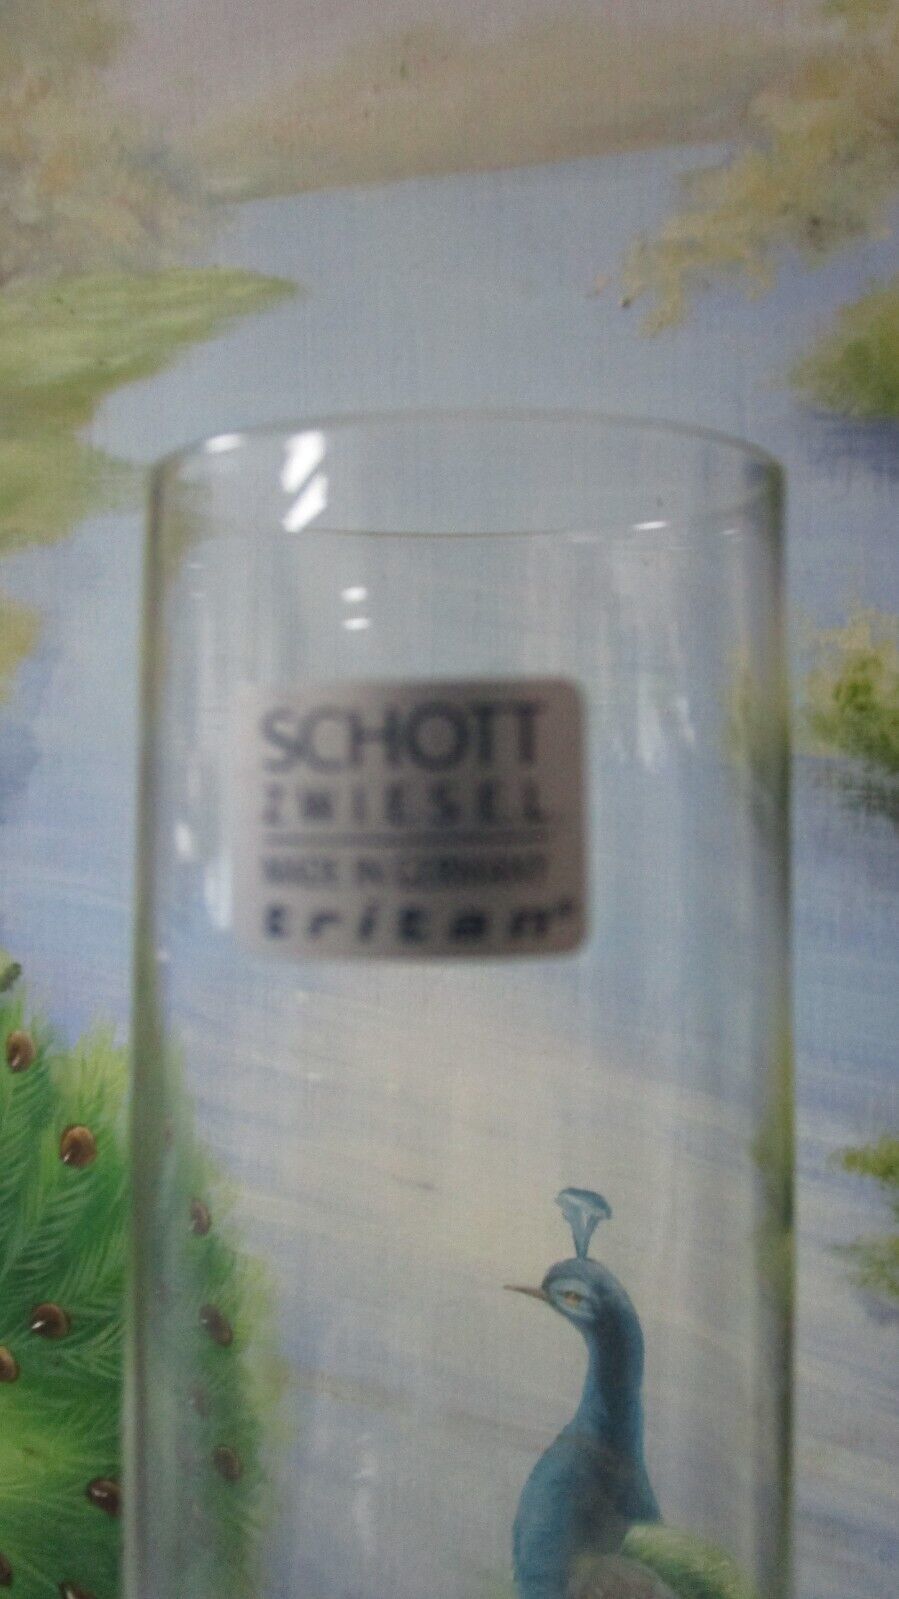 SCHOTT
ZWIESEL
MADE IN GERMANY
tritan®